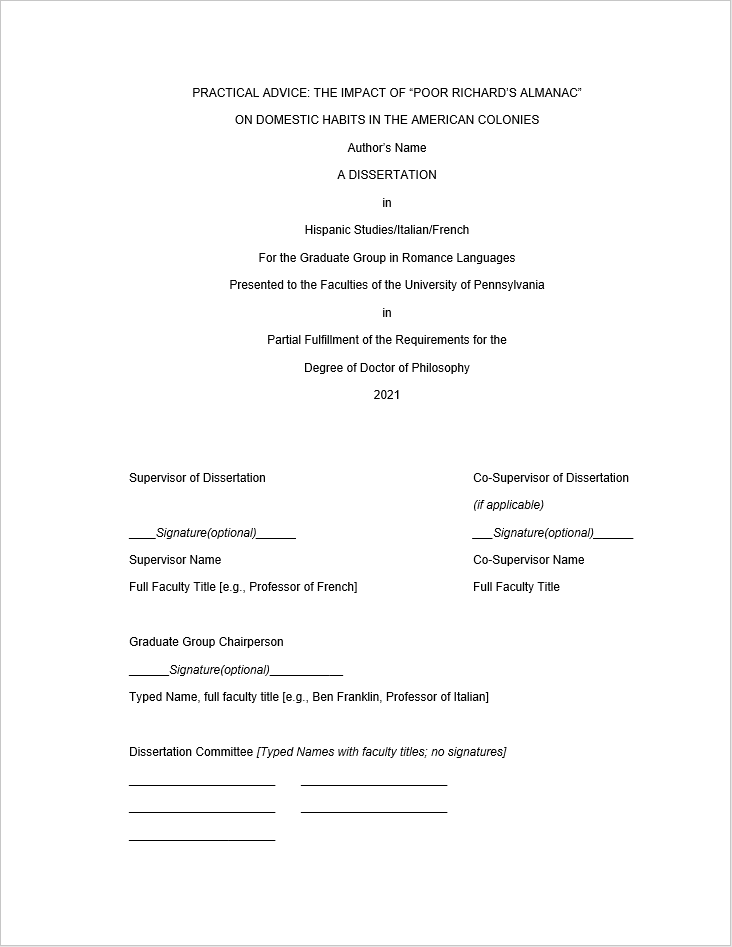 PRACTICAL ADVICE: THE IMPACT OF “POOR RICHARD’S ALMANAC”
ON DOMESTIC HABITS IN THE AMERICAN COLONIES
Author’s Name
A DISSERTATION
in
Hispanic Studies/Italian/French
For the Graduate Group in Romance Languages
Presented to the Faculties of the University of Pennsylvania
in
Partial Fulfillment of the Requirements for the
Degree of Doctor of Philosophy
2021
Supervisor of Dissertation
Co-Supervisor of Dissertation
(if applicable)
____Signature(optional)______
___Signature(optional)______
Supervisor Name
Co-Supervisor Name
Full Faculty Title [e.g., Professor of French]
Full Faculty Title
Graduate Group Chairperson
______Signature(optional)___________
Typed Name, full faculty title [e.g., Ben Franklin, Professor of Italian]
Dissertation Committee [Typed Names with faculty titles; no signatures]